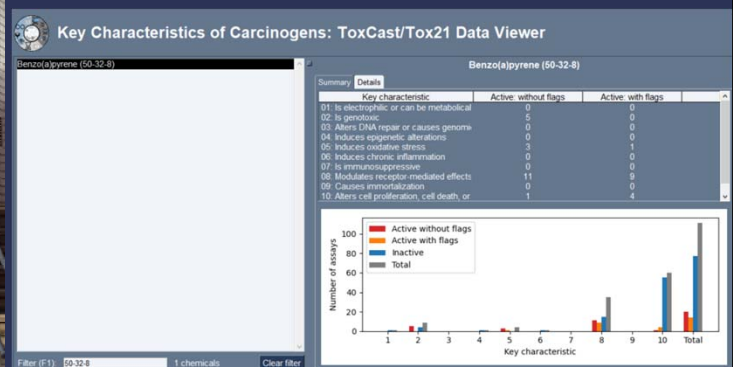 Key Characteristics of Carcinogens: ToxCast/Tox21 Data Viewer
Benzo(a)pyrene (50-32-8)
Benzo(a)pyrene (50-32-8)
Summary Details
Key characteristic Active: without flags Active: with flags
01: Is electrophilic or can be metabolical 0 0
02: Is genotoxic 5 0
03: Alters DNA repair or causes genomi 0 0
04: Induces epigenetic alterations 0 0
05: Induces oxidative stress 3 1
06: Induces chronic inflammation 0 0
07: Is immunosuppressive 0 0
08: Modulates receptor-mediated effects 11 9
09: Causes immortalization 0 0
10: Alters cell proliferation, cell death, or 1 4
Active without flags
Active with flags
Inactive
Total
Number of assays
100
80
60
40
20
0
1 2 3 4 5 6 7 8 9 10 Total
Key characteristic
Filter (F1) 50-32-8 1 chemicals Clear filter